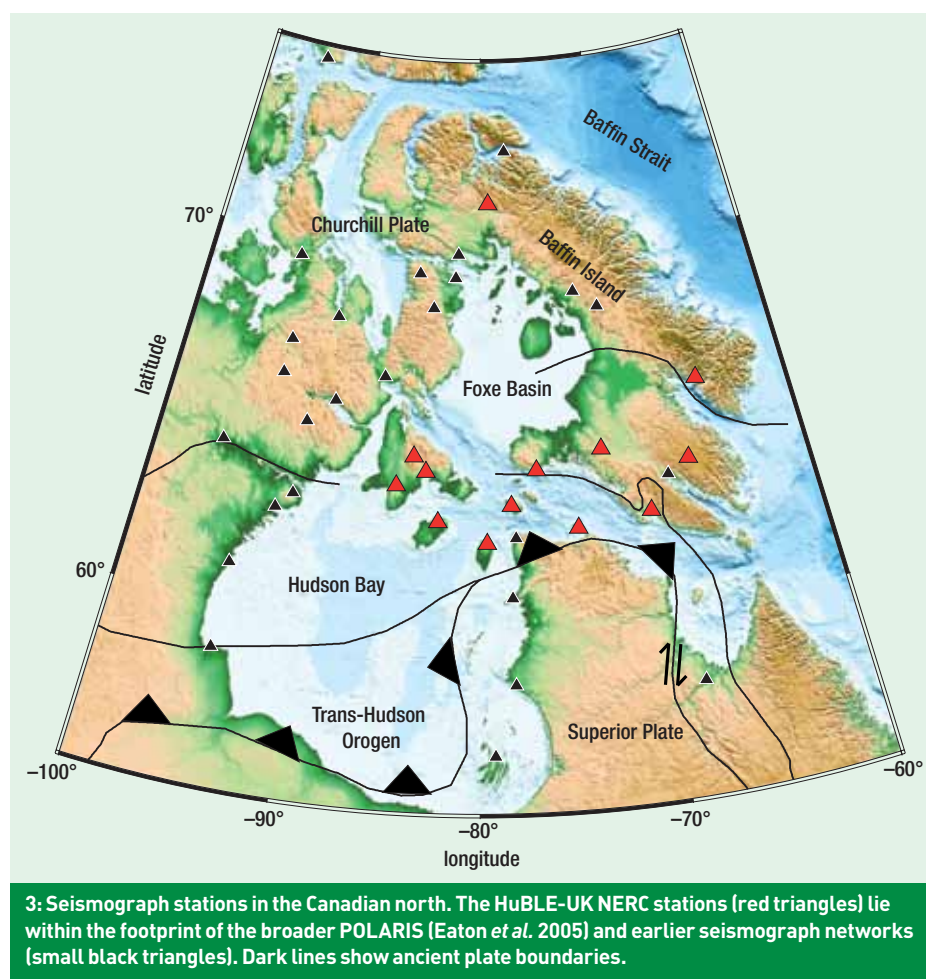 Baffin Strait
70°
Churchill Plate
Baffin Island
latitude
Foxe Basin
60°
Hudson Bay
Trans-Hudson
Orogen
Superior Plate
–100°
–60°
–90°
–70°
–80°
longitude
3: Seismograph stations in the Canadian north. The HuBLE-UK NERC stations (red triangles) lie
within the footprint of the broader POLARIS (Eaton et al. 2005) and earlier seismograph networks
(small black triangles). Dark lines show ancient plate boundaries.